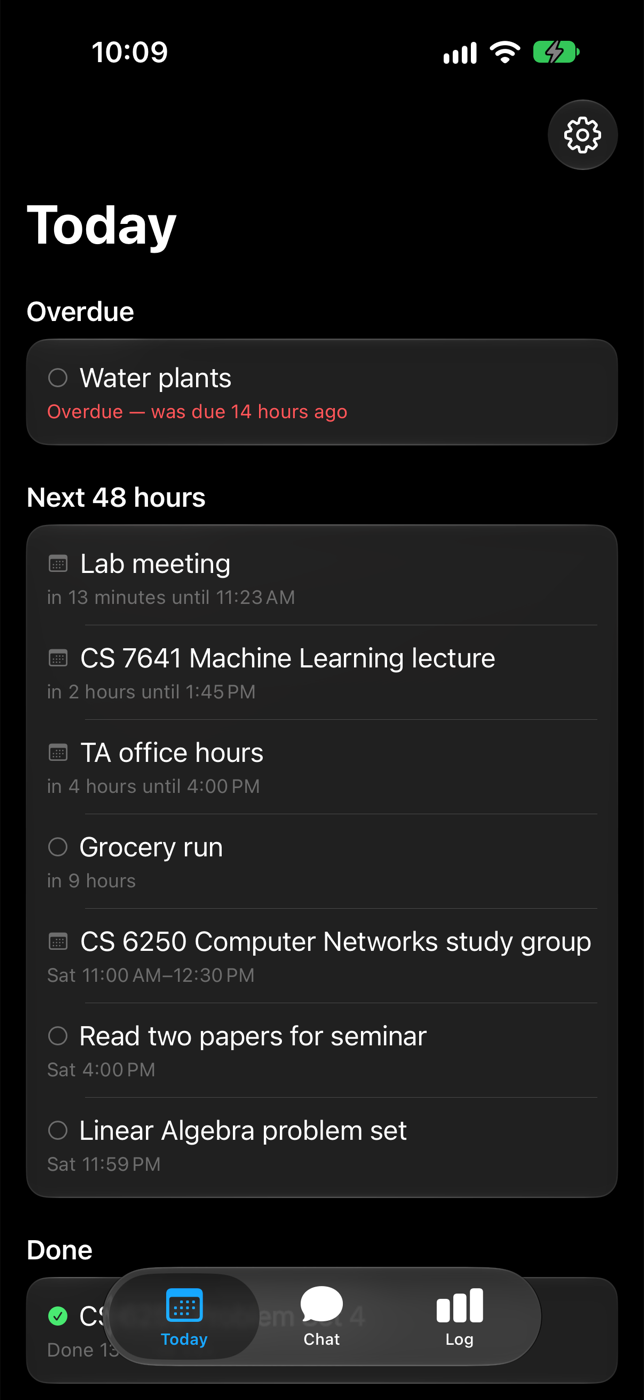 10:09
Today
Overdue
Water plants
Overdue — was due 14 hours ago
Next 48 hours
Lab meeting
in 13 minutes until 11:23 AM
CS 7641 Machine Learning lecture
in 2 hours until 1:45 PM
TA office hours
in 4 hours until 4:00 PM
Grocery run
in 9 hours
CS 6250 Computer Networks study group
Sat 11:00 AM–12:30 PM
Read two papers for seminar
Sat 4:00 PM
Linear Algebra problem set
Sat 11:59 PM
Done
Done
Today
Chat
Log